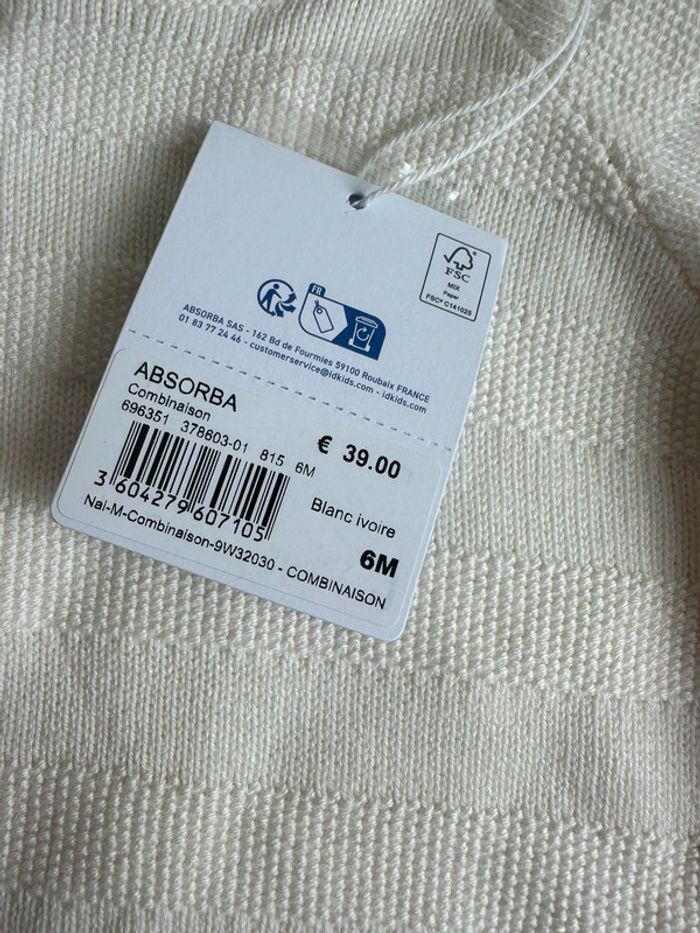 FSC
MIX
Paper
FSC® C141025
FR
ABSORBA SAS - 162 Bd de Fourmies 59100 Roubaix FRANCE
01 83 77 24 46 - customerservice@idkids.com - idkids.com
ABSORBA
Combinaison
696351 378603-01 815 6M
€ 39.00
3 604279 607105
Blanc ivoire
6M
Nai-M-Combinaison-9W32030 - COMBINAISON